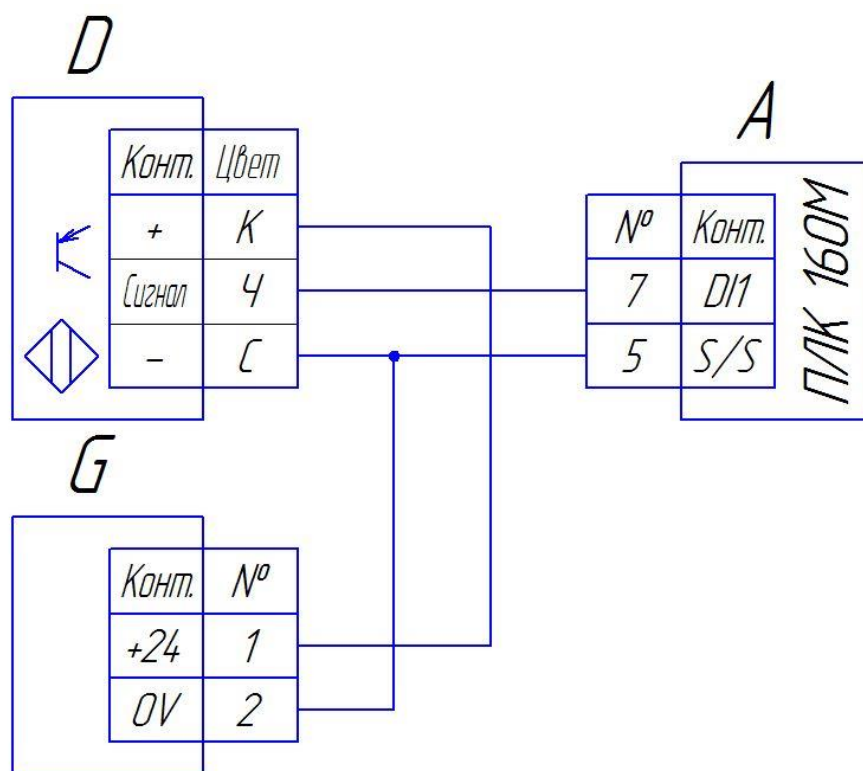 D
Конт. Цвет
+ К
Сигнал Ч
− С
A
№ Конт.
7 DI1
5 S/S
ПЛК 160М
G
Конт. №
+24 1
0V 2